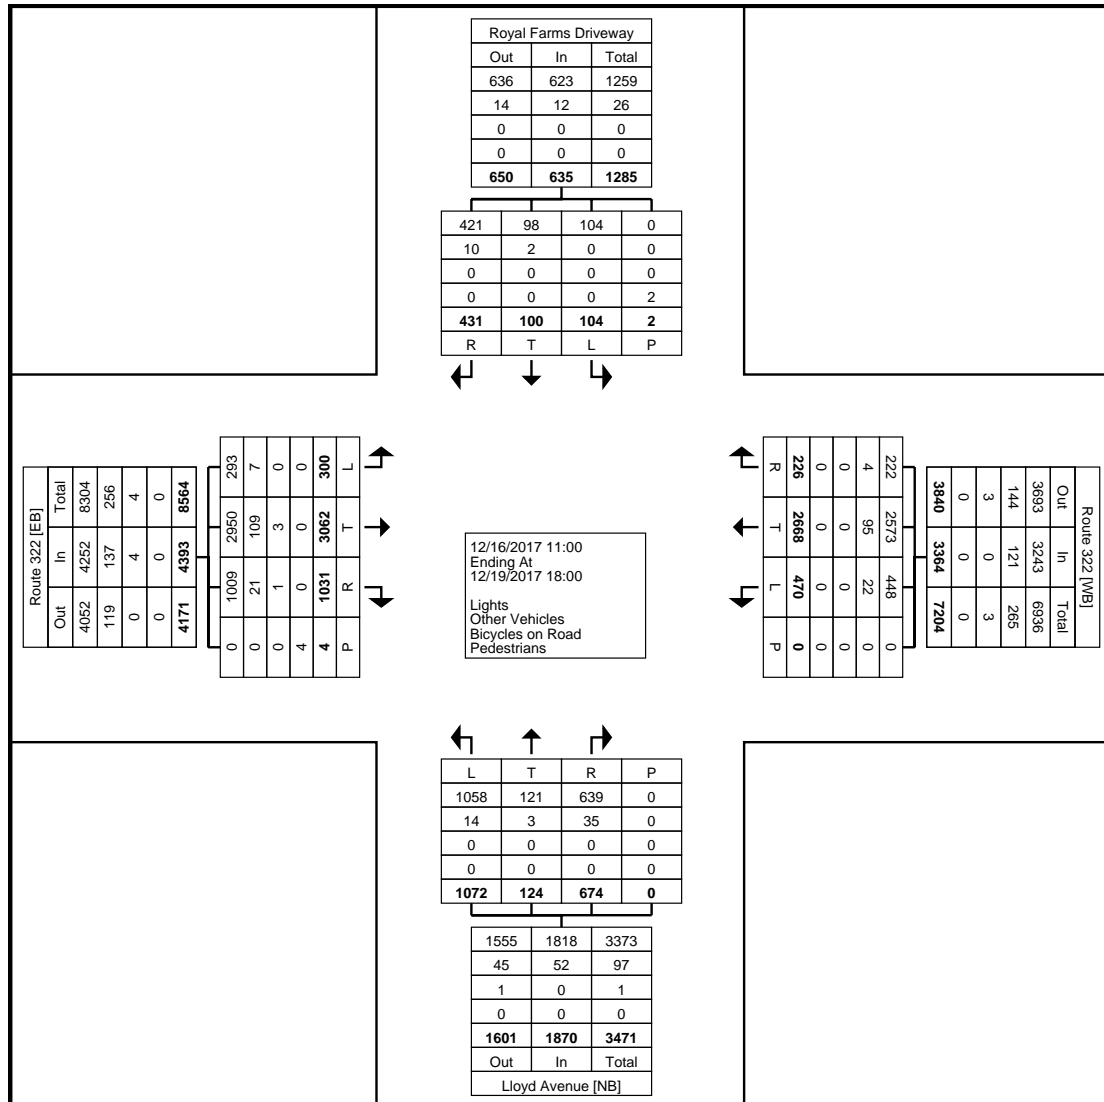 Royal Farms Driveway
Out In Total
636 623 1259
14 12 26
0 0 0
0 0 0
650 635 1285
421 98 104 0
10 2 0 0
0 0 0 0
0 0 0 2
431 100 104 2
R T L P
Route 322 [EB]
Total In Out
8304 4252 4052
256 137 119
4 4 0
0 0 0
8564 4393 4171
293 2950 1009 0
7 109 21 0
0 3 1 0
0 0 0 4
300 3062 1031 4
L T R P
12/16/2017 11:00
Ending At
12/19/2017 18:00
Lights
Other Vehicles
Bicycles on Road
Pedestrians
R T L P
226 2668 470 0
0 0 0 0
0 0 0 0
4 95 22 0
222 2573 448 0
Route 322 [WB]
Out In Total
3693 3243 6936
144 121 265
3 0 3
0 0 0
3840 3364 7204
L T R P
1058 121 639 0
14 3 35 0
0 0 0 0
0 0 0 0
1072 124 674 0
1555 1818 3373
45 52 97
1 0 1
0 0 0
1601 1870 3471
Out In Total
Lloyd Avenue [NB]